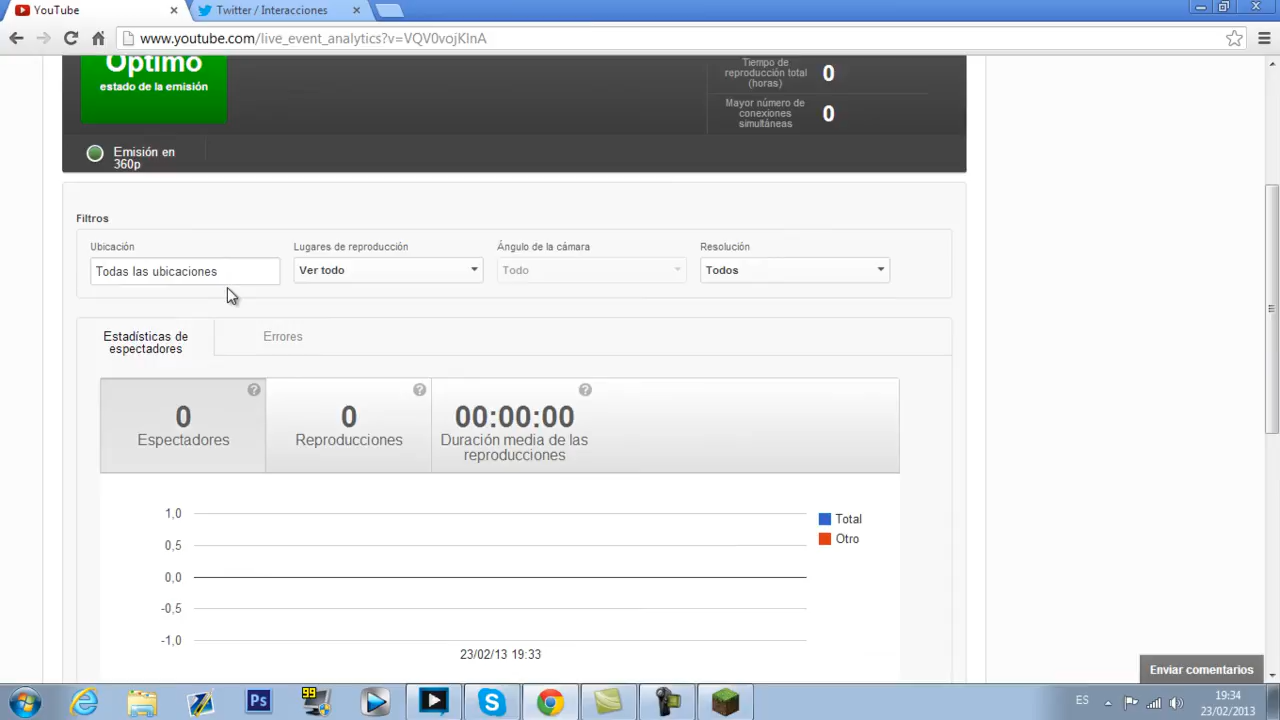 YouTube
Twitter / Interacciones
www.youtube.com/live_event_analytics?v=VQV0vojKlnA
Óptimo
estado de la emisión
Tiempo de
reproducción total
(horas)
0
Mayor número de
conexiones
simultáneas
0
Emisión en
360p
Filtros
Ubicación
Lugares de reproducción
Ángulo de la cámara
Resolución
Todas las ubicaciones
Ver todo
Todo
Todos
Estadísticas de
espectadores
Errores
0
Espectadores
0
Reproducciones
00:00:00
Duración media de las
reproducciones
1,0
0,5
0,0
-0,5
-1,0
Total
Otro
23/02/13 19:33
Enviar comentarios
Ps
99
ES
19:34
23/02/2013